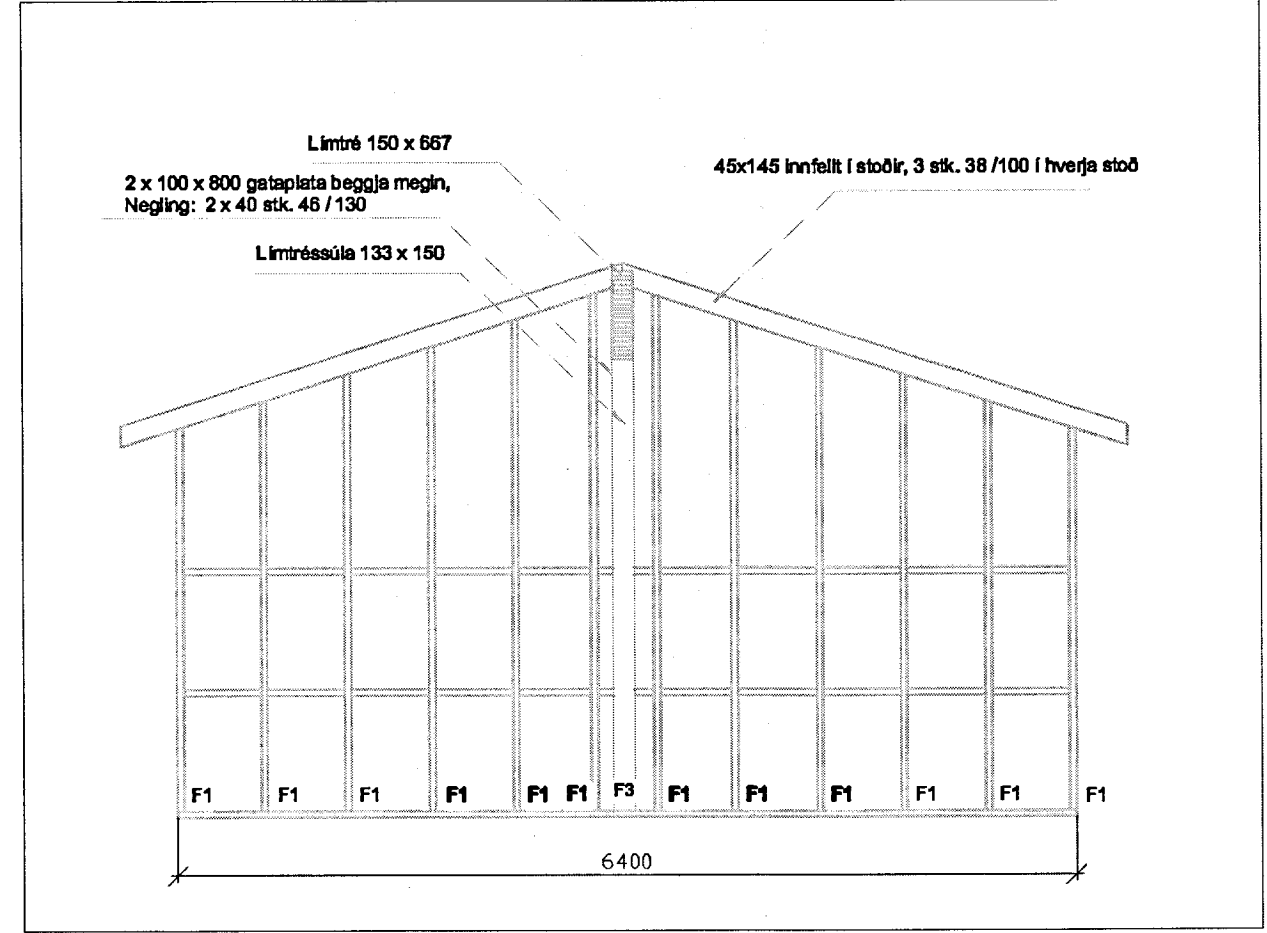 Límtré 150 x 667
2 x 100 x 800 gataplata beggja megin,
Negling: 2 x 40 stk. 46 / 130
Límtréssúla 133 x 150
45x145 innfellt í stoðir, 3 stk. 38 /100 í hverja stoð
F1 F1 F1 F1 F1 F1 F3 F1 F1 F1 F1 F1 F1
6400